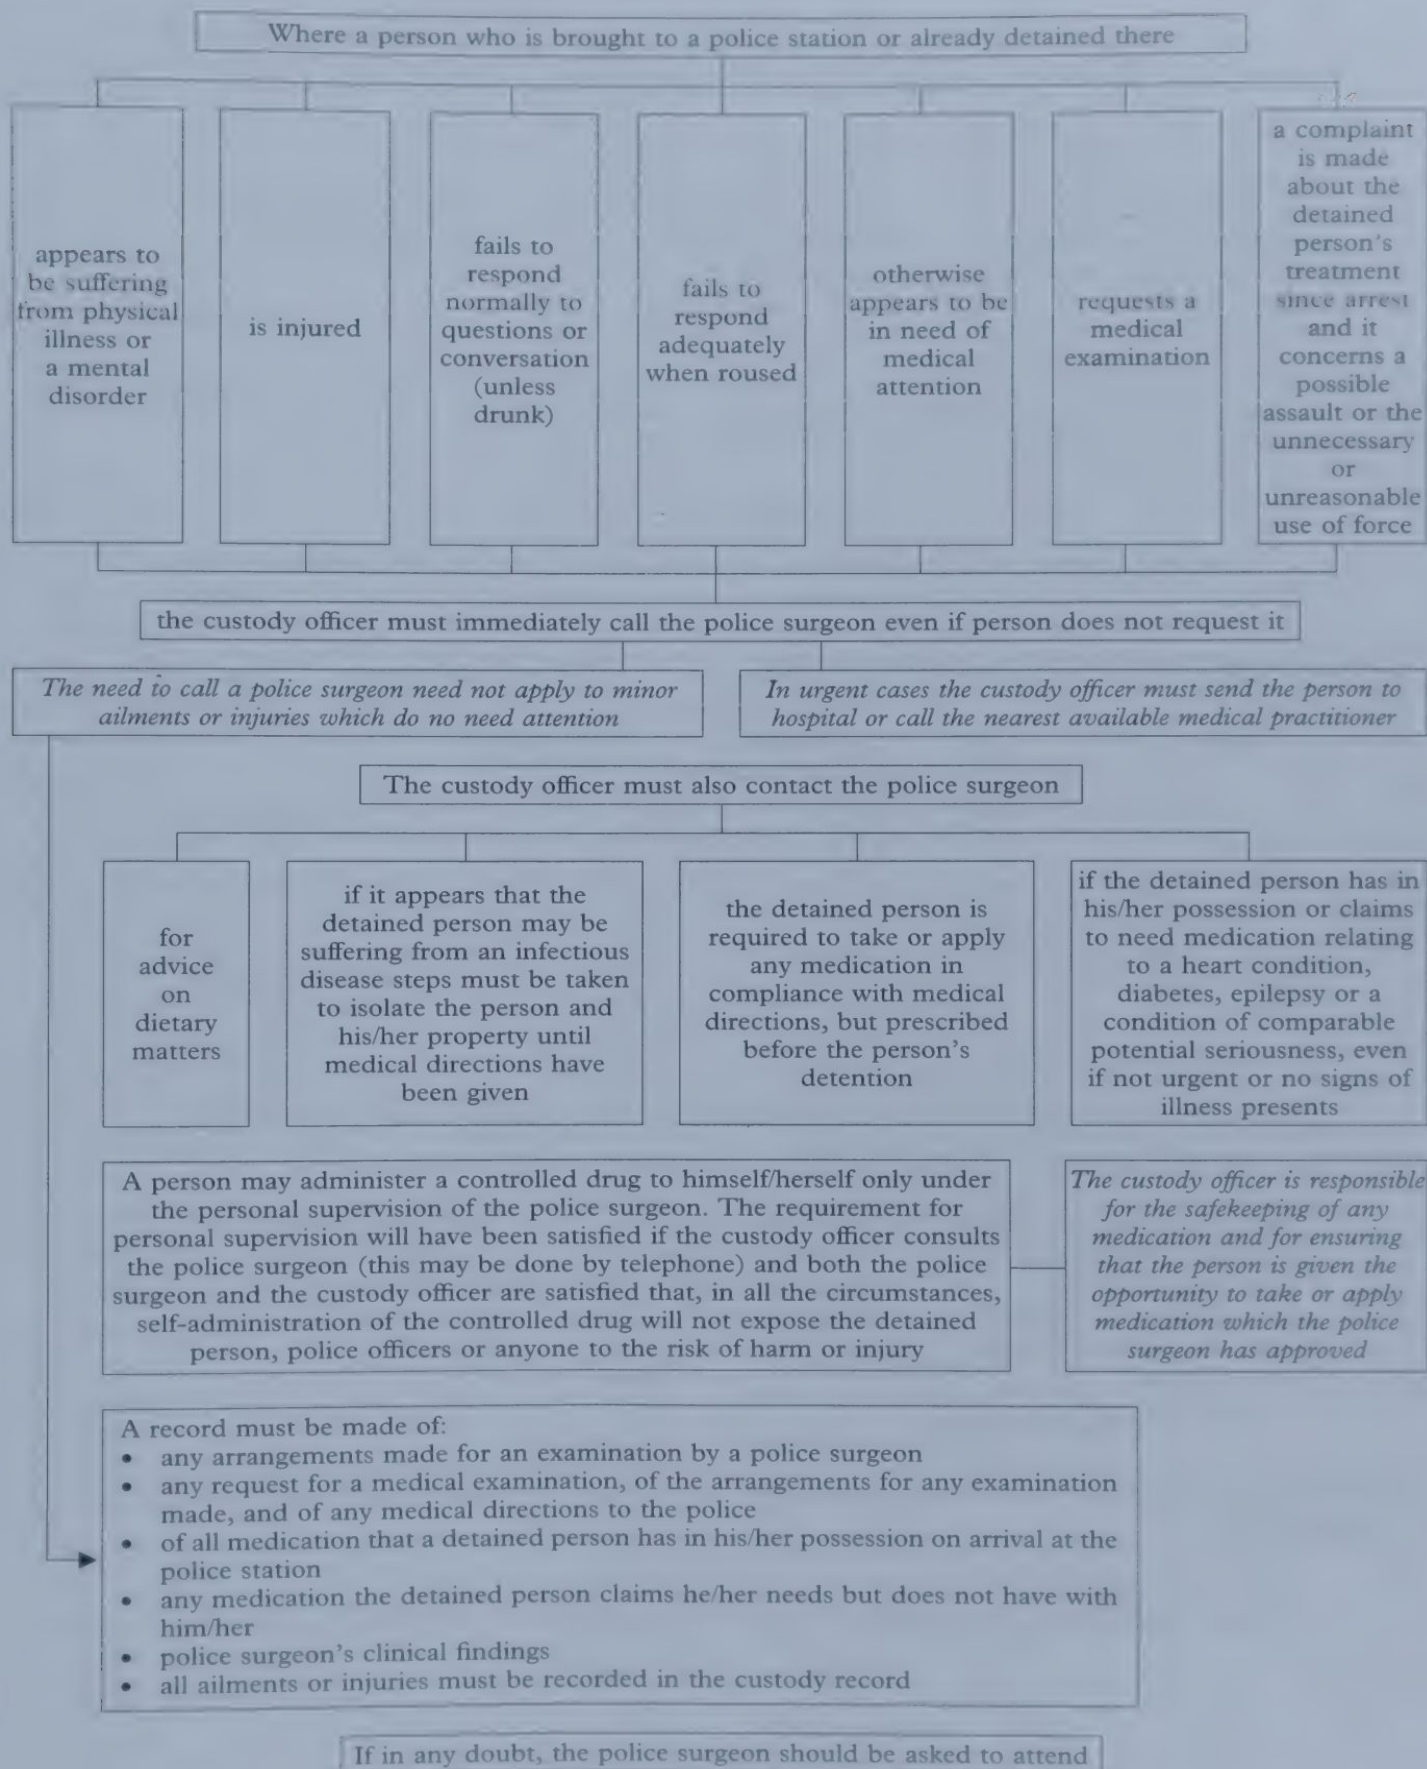 Where a person who is brought to a police station or already detained there
appears to
be suffering
from physical
illness or
a mental
disorder
is injured
fails to
respond
normally to
questions or
conversation
(unless
drunk)
fails to
respond
adequately
when roused
otherwise
appears to be
in need of
medical
attention
requests a
medical
examination
a complaint
is made
about the
detained
person's
treatment
since arrest
and it
concerns a
possible
assault or the
unnecessary
or
unreasonable
use of force
the custody officer must immediately call the police surgeon even if person does not request it
The need to call a police surgeon need not apply to minor
ailments or injuries which do no need attention
In urgent cases the custody officer must send the person to
hospital or call the nearest available medical practitioner
The custody officer must also contact the police surgeon
for
advice
on
dietary
matters
if it appears that the
detained person may be
suffering from an infectious
disease steps must be taken
to isolate the person and
his/her property until
medical directions have
been given
the detained person is
required to take or apply
any medication in
compliance with medical
directions, but prescribed
before the person's
detention
if the detained person has in
his/her possession or claims
to need medication relating
to a heart condition,
diabetes, epilepsy or a
condition of comparable
potential seriousness, even
if not urgent or no signs of
illness presents
A person may administer a controlled drug to himself/herself only under
the personal supervision of the police surgeon. The requirement for
personal supervision will have been satisfied if the custody officer consults
the police surgeon (this may be done by telephone) and both the police
surgeon and the custody officer are satisfied that, in all the circumstances,
self-administration of the controlled drug will not expose the detained
person, police officers or anyone to the risk of harm or injury
The custody officer is responsible
for the safekeeping of any
medication and for ensuring
that the person is given the
opportunity to take or apply
medication which the police
surgeon has approved
A record must be made of:
• any arrangements made for an examination by a police surgeon
• any request for a medical examination, of the arrangements for any examination
made, and of any medical directions to the police
• of all medication that a detained person has in his/her possession on arrival at the
police station
• any medication the detained person claims he/her needs but does not have with
him/her
• police surgeon's clinical findings
• all ailments or injuries must be recorded in the custody record
If in any doubt, the police surgeon should be asked to attend